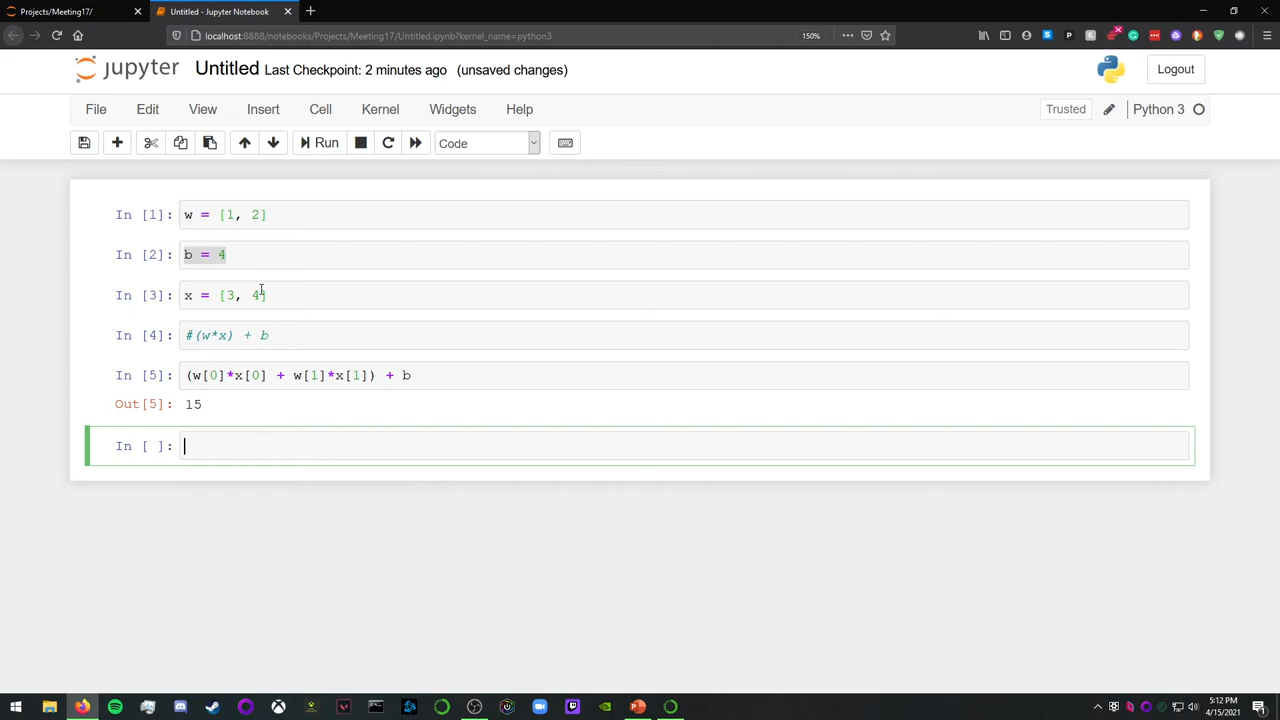 Projects/Meeting17/
Untitled - Jupyter Notebook
localhost:8888/notebooks/Projects/Meeting17/Untitled.ipynb?kernel_name=python3
150%
jupyter Untitled Last Checkpoint: 2 minutes ago (unsaved changes)
Logout
File Edit View Insert Cell Kernel Widgets Help
Trusted
Python 3
Run
Code
In [1]: w = [1, 2]
In [2]: b = 4
In [3]: x = [3, 4]
In [4]: #(w*x) + b
In [5]: (w[0]*x[0] + w[1]*x[1]) + b
Out[5]: 15
In [ ]:
5:12 PM
4/15/2021